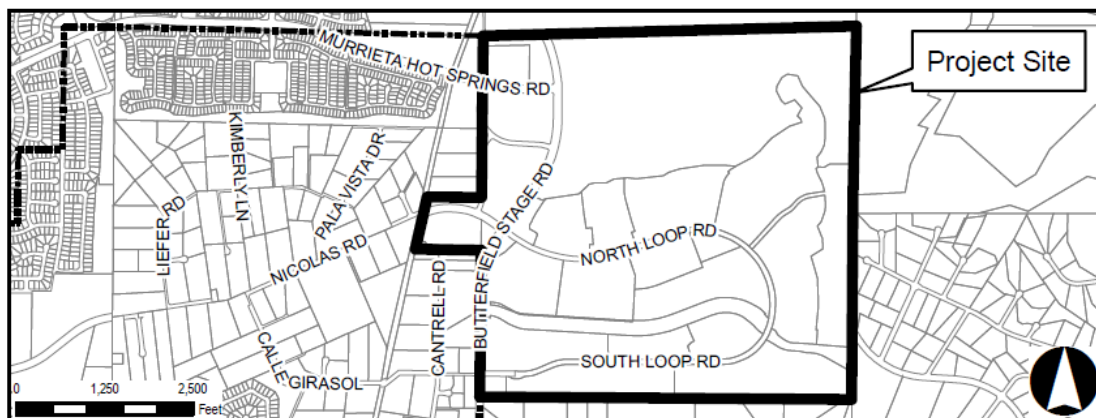 MURRIETA HOT SPRINGS RD
Project Site
KIMBERLY LN
PALA VISTA DR
LIEFER RD
NICOLAS RD
BUTTERFIELD STAGE RD
NORTH LOOP RD
CANTRELL RD
SOUTH LOOP RD
CALLE GIRASOL
0 1,250 2,500
Feet